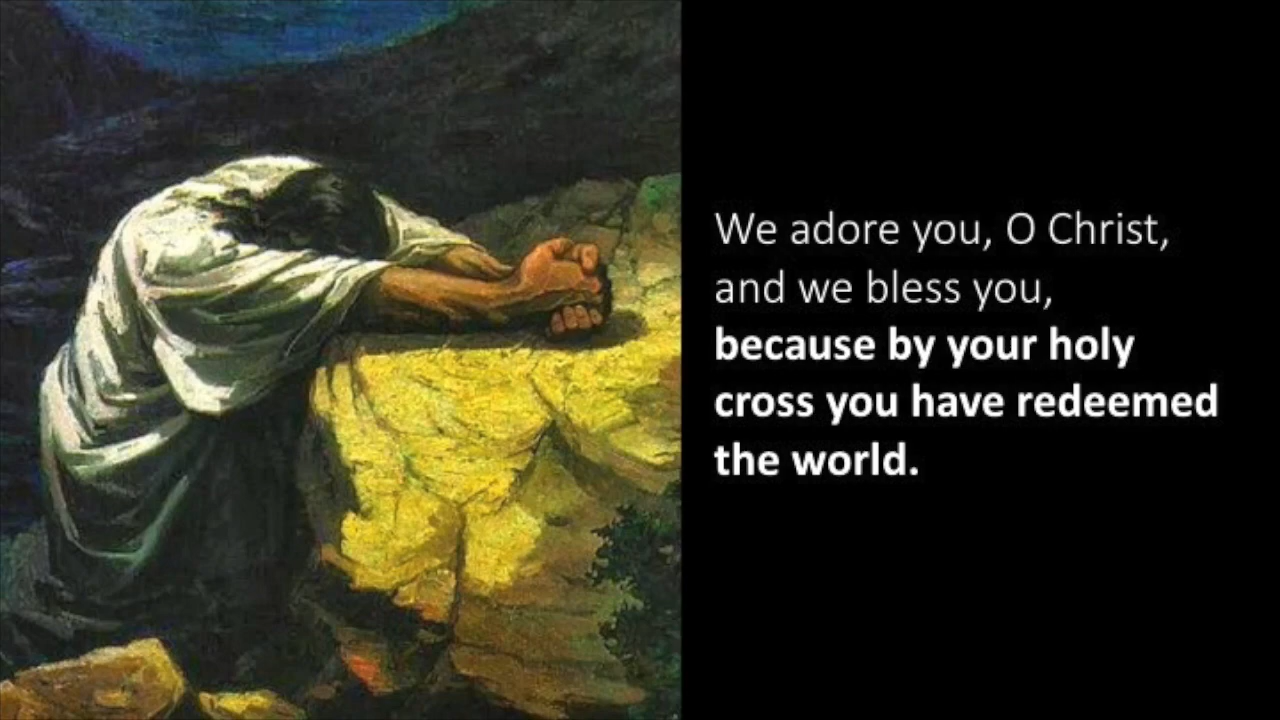 We adore you, O Christ,
and we bless you,
because by your holy
cross you have redeemed
the world.